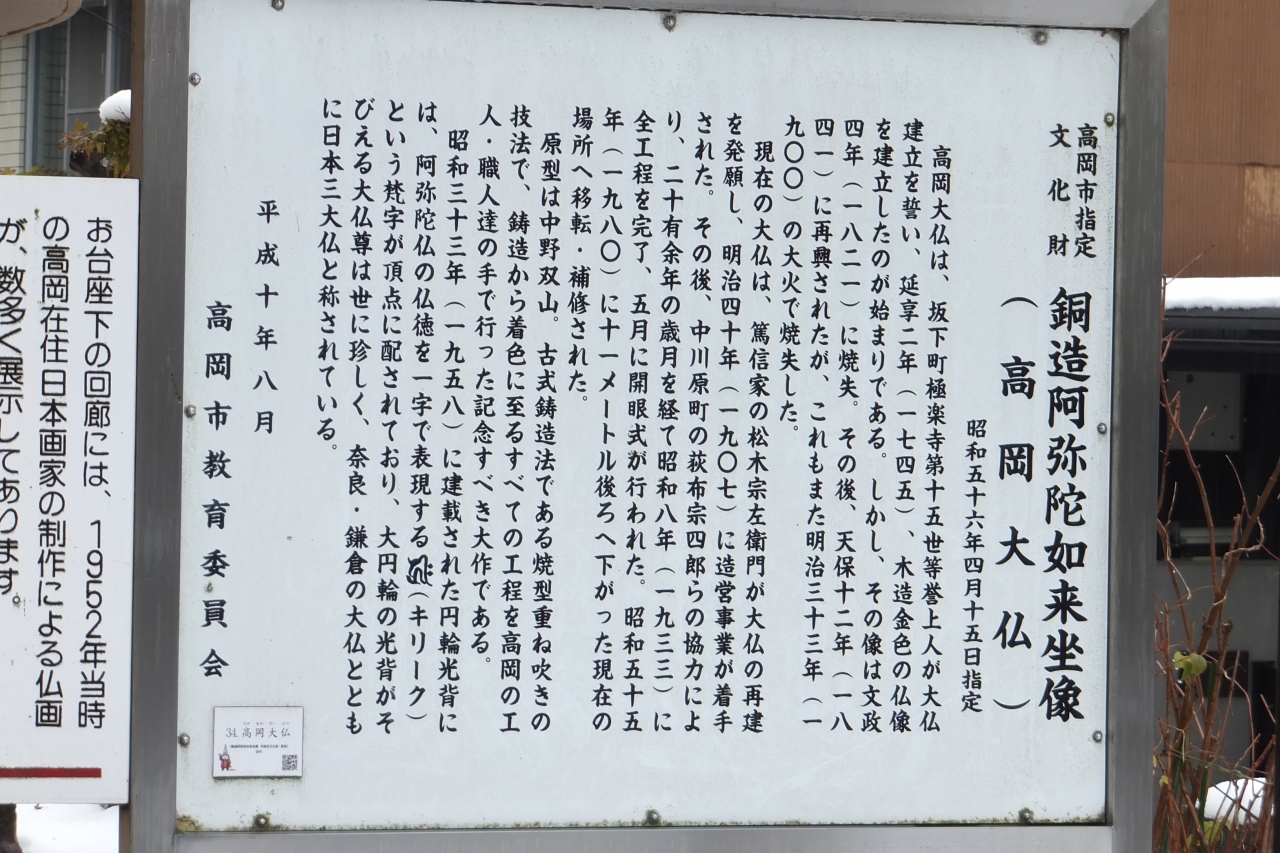 高岡市指定
文化財
銅造阿弥陀如来坐像
（高岡大仏）
昭和五十六年四月十五日指定
高岡大仏は、坂下町極楽寺第十五世等誉上人が大仏
建立を誓い、延享二年（一七四五）、木造金色の仏像
を建立したのが始まりである。しかし、その像は文政
四年（一八二一）に焼失。その後、天保十二年（一八
四一）に再興されたが、これもまた明治三十三年（一
九〇〇）の大火で焼失した。
現在の大仏は、篤信家の松木宗左衛門が大仏の再建
を発願し、明治四十年（一九〇七）に造営事業が着手
された。その後、中川原町の荻布宗四郎らの協力によ
り、二十有余年の歳月を経て昭和八年（一九三三）に
全工程を完了、五月に開眼式が行われた。昭和五十五
年（一九八〇）に十一メートル後ろへ下がった現在の
場所へ移転・補修された。
原型は中野双山。古式鋳造法である焼型重ね吹きの
技法で、鋳造から着色に至るすべての工程を高岡の工
人・職人達の手で行った記念すべき大作である。
昭和三十三年（一九五八）に建載された円輪光背に
は、阿弥陀仏の仏徳を一字で表現する（キリーク）
という梵字が頂点に配されており、大円輪の光背がそ
びえる大仏尊は世に珍しく、奈良・鎌倉の大仏ととも
に日本三大仏と称されている。
平成十年八月
高岡市教育委員会
34.高岡大仏
お台座下の回廊には、1952年当時
の高岡在住日本画家の制作による仏画
が、数多く展示してあります。